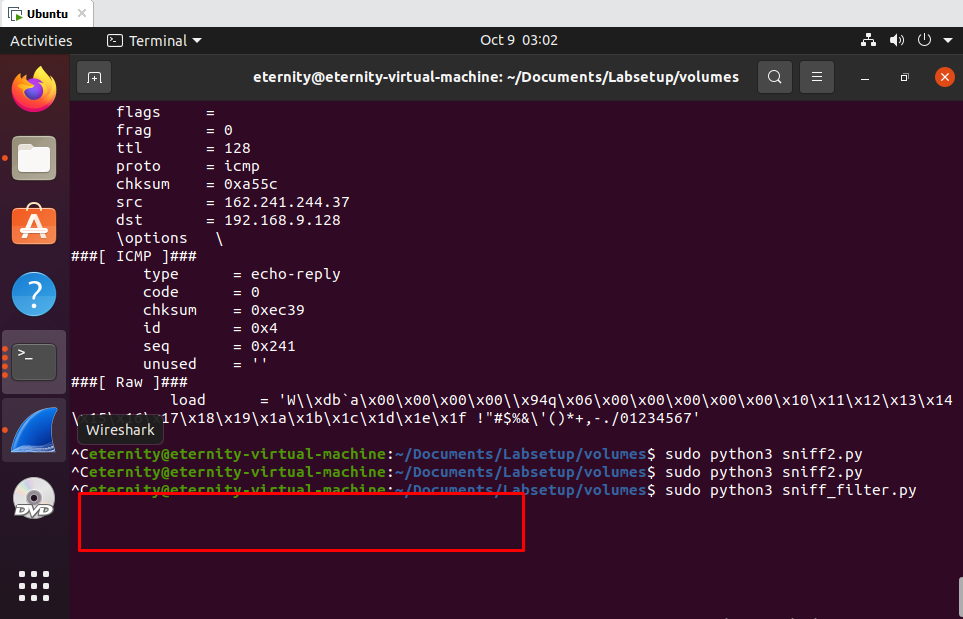 Ubuntu
Activities Terminal Oct 9 03:02
eternity@eternity-virtual-machine: ~/Documents/Labsetup/volumes
flags =
frag = 0
ttl = 128
proto = icmp
chksum = 0xa55c
src = 162.241.244.37
dst = 192.168.9.128
\options \
###[ ICMP ]###
type = echo-reply
code = 0
chksum = 0xec39
id = 0x4
seq = 0x241
unused = ''
###[ Raw ]###
load = 'W\\xdb`a\x00\x00\x00\x00\\x94q\x06\x00\x00\x00\x00\x00\x10\x11\x12\x13\x14
\x15\x16\x17\x18\x19\x1a\x1b\x1c\x1d\x1e\x1f !"#$%&\'()*+,-./01234567'
Wireshark
^Ceternity@eternity-virtual-machine:~/Documents/Labsetup/volumes$ sudo python3 sniff2.py
^Ceternity@eternity-virtual-machine:~/Documents/Labsetup/volumes$ sudo python3 sniff2.py
^Ceternity@eternity-virtual-machine:~/Documents/Labsetup/volumes$ sudo python3 sniff_filter.py
DVD